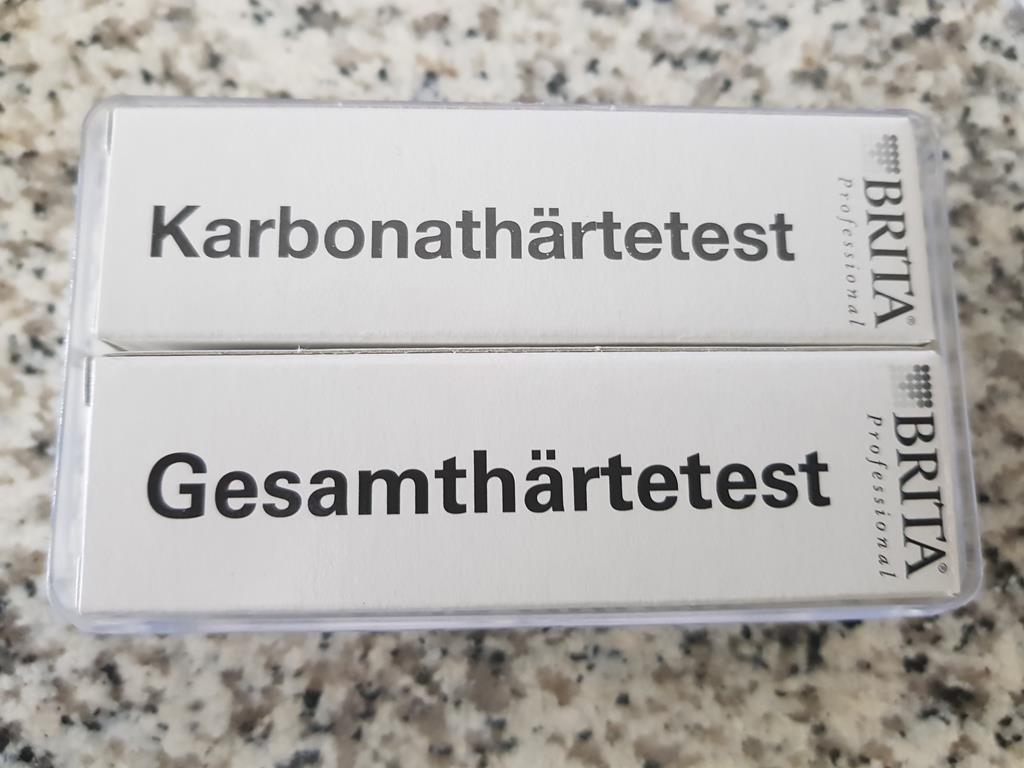 Karbonathärtetest
BRITA®
Professional
Gesamthärtetest
BRITA®
Professional